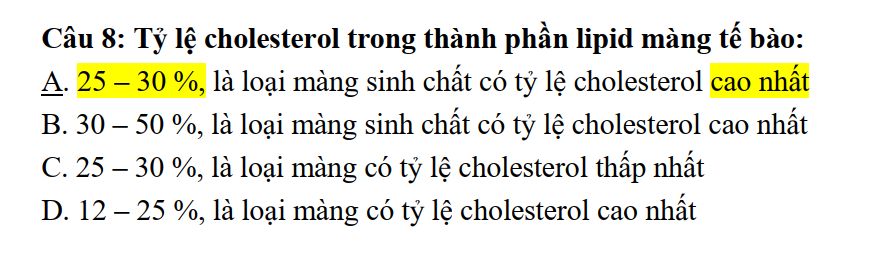 Câu 8: Tỷ lệ cholesterol trong thành phần lipid màng tế bào:
A. 25 – 30 %, là loại màng sinh chất có tỷ lệ cholesterol cao nhất
B. 30 – 50 %, là loại màng sinh chất có tỷ lệ cholesterol cao nhất
C. 25 – 30 %, là loại màng có tỷ lệ cholesterol thấp nhất
D. 12 – 25 %, là loại màng có tỷ lệ cholesterol cao nhất